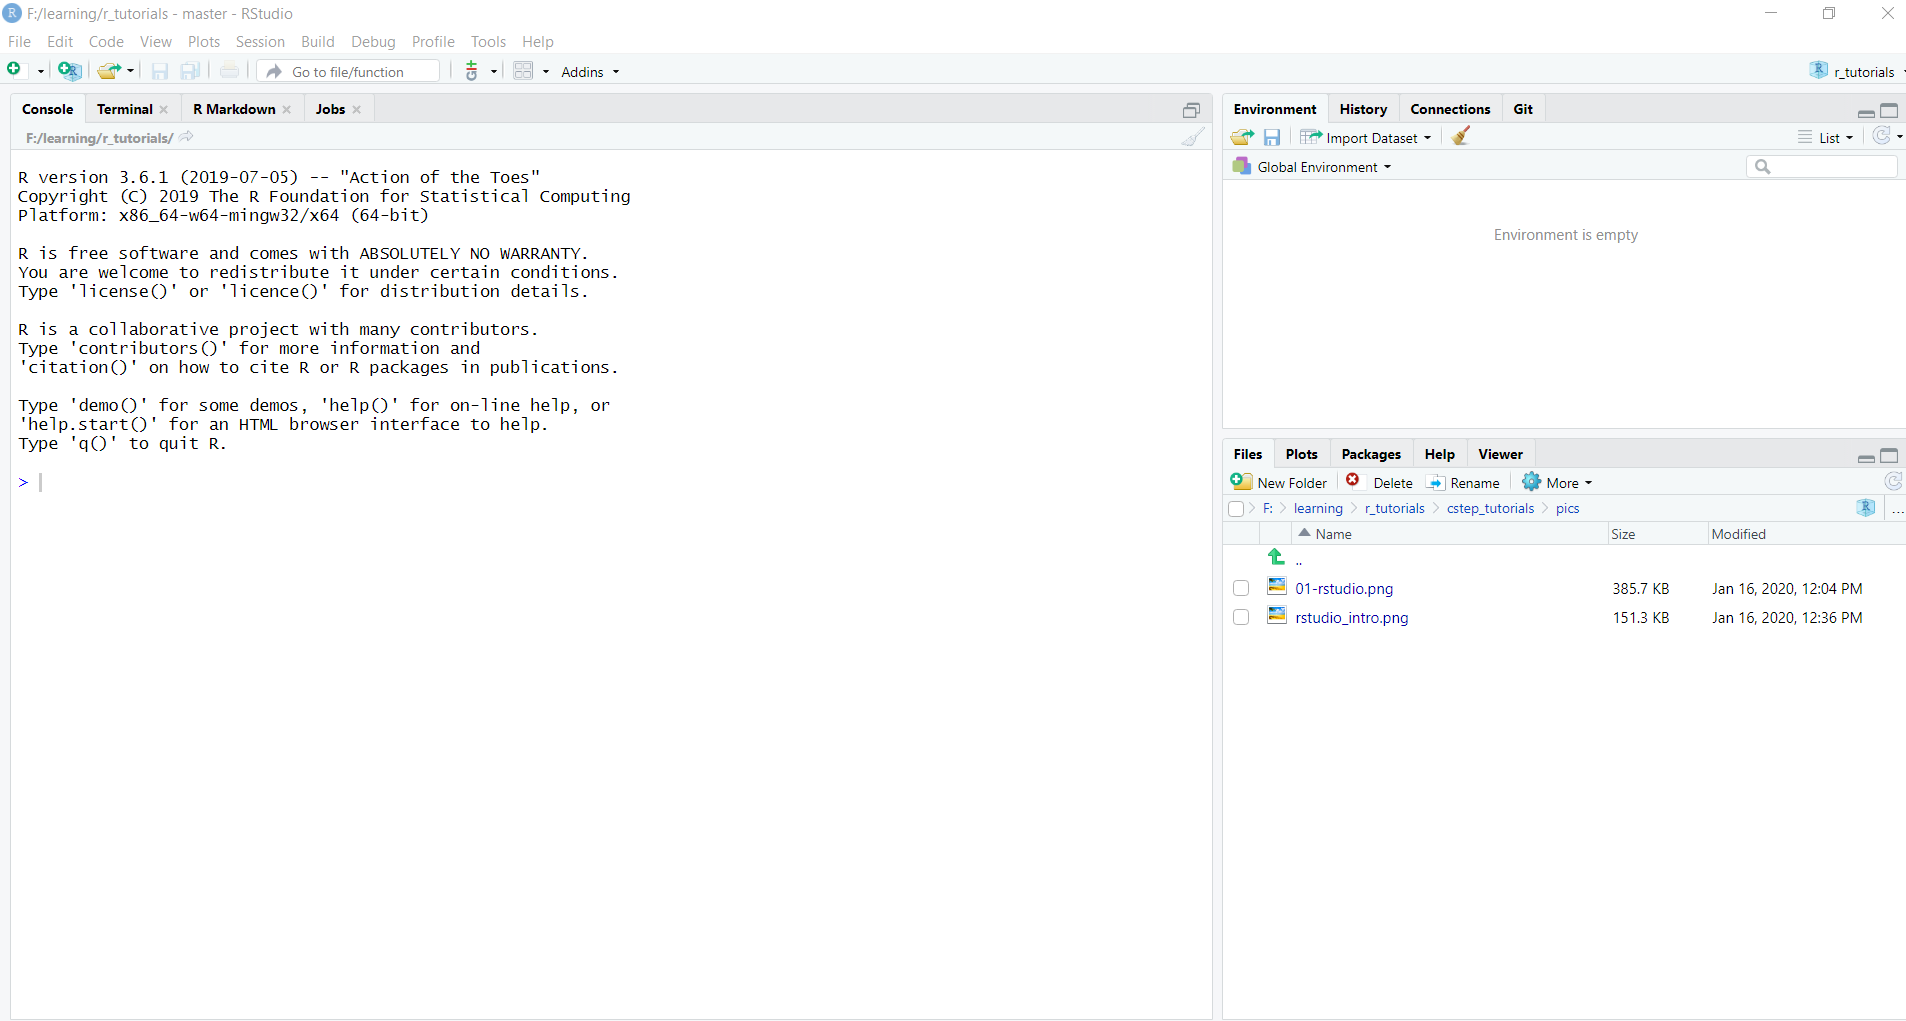 F:/learning/r_tutorials - master - RStudio
File Edit Code View Plots Session Build Debug Profile Tools Help
Go to file/function Addins r_tutorials
Console Terminal R Markdown Jobs
F:/learning/r_tutorials/
R version 3.6.1 (2019-07-05) -- "Action of the Toes"
Copyright (C) 2019 The R Foundation for Statistical Computing
Platform: x86_64-w64-mingw32/x64 (64-bit)
R is free software and comes with ABSOLUTELY NO WARRANTY.
You are welcome to redistribute it under certain conditions.
Type 'license()' or 'licence()' for distribution details.
R is a collaborative project with many contributors.
Type 'contributors()' for more information and
'citation()' on how to cite R or R packages in publications.
Type 'demo()' for some demos, 'help()' for on-line help, or
'help.start()' for an HTML browser interface to help.
Type 'q()' to quit R.
>
Environment History Connections Git
Import Dataset List
Global Environment
Environment is empty
Files Plots Packages Help Viewer
New Folder Delete Rename More
F: learning r_tutorials cstep_tutorials pics ...
Name Size Modified
..
01-rstudio.png 385.7 KB Jan 16, 2020, 12:04 PM
rstudio_intro.png 151.3 KB Jan 16, 2020, 12:36 PM